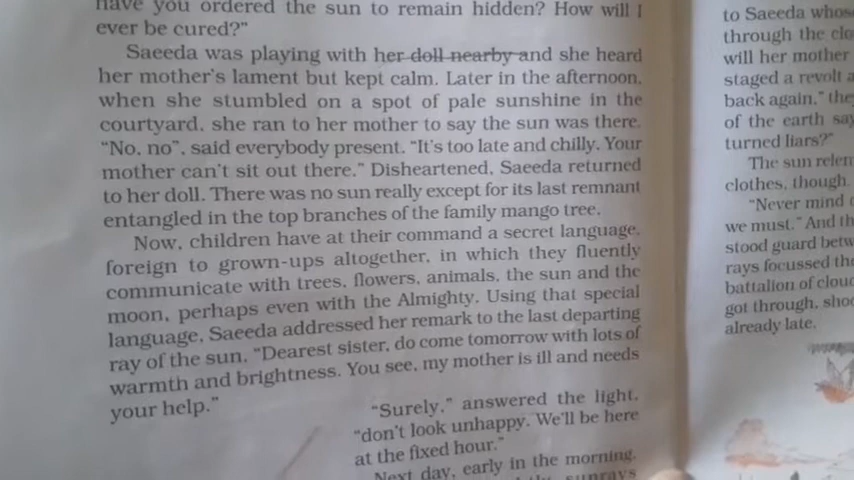 have you ordered the sun to remain hidden? How will I
ever be cured?"
Saeeda was playing with her doll nearby and she heard
her mother's lament but kept calm. Later in the afternoon,
when she stumbled on a spot of pale sunshine in the
courtyard, she ran to her mother to say the sun was there.
"No, no", said everybody present. "It's too late and chilly. Your
mother can't sit out there." Disheartened, Saeeda returned
to her doll. There was no sun really except for its last remnant
entangled in the top branches of the family mango tree.
Now, children have at their command a secret language,
foreign to grown-ups altogether, in which they fluently
communicate with trees, flowers, animals, the sun and the
moon, perhaps even with the Almighty. Using that special
language, Saeeda addressed her remark to the last departing
ray of the sun, "Dearest sister, do come tomorrow with lots of
warmth and brightness. You see, my mother is ill and needs
your help."
"Surely," answered the light,
"don't look unhappy. We'll be here
at the fixed hour."
Next day, early in the morning,
sunrays
to Saeeda whose
through the
will her mother
staged a revolt
back again," they
of the earth say
turned liars?"
The sun
clothes, though.
"Never mind
we must." And
stood guard
rays focussed the
battalion of
got through,
already late.